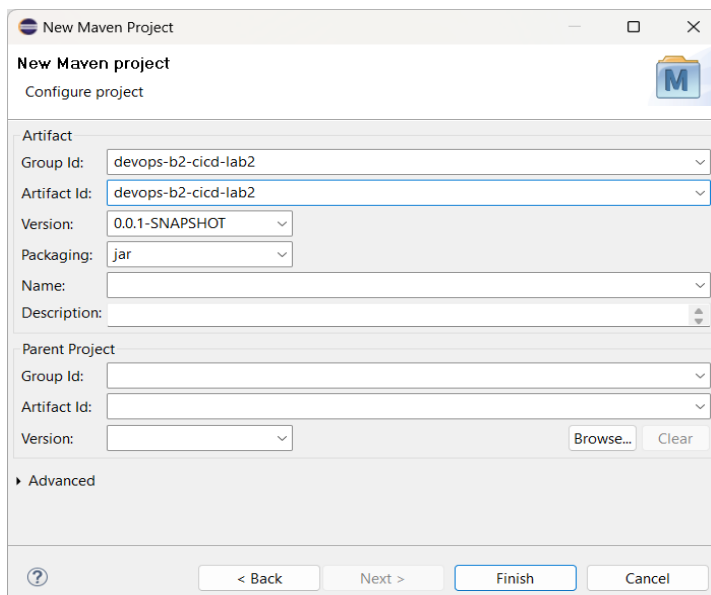 New Maven Project
New Maven project
Configure project
M
Artifact
Group Id: devops-b2-cicd-lab2
Artifact Id: devops-b2-cicd-lab2
Version: 0.0.1-SNAPSHOT
Packaging: jar
Name:
Description:
Parent Project
Group Id:
Artifact Id:
Version: Browse... Clear
Advanced
? < Back Next > Finish Cancel